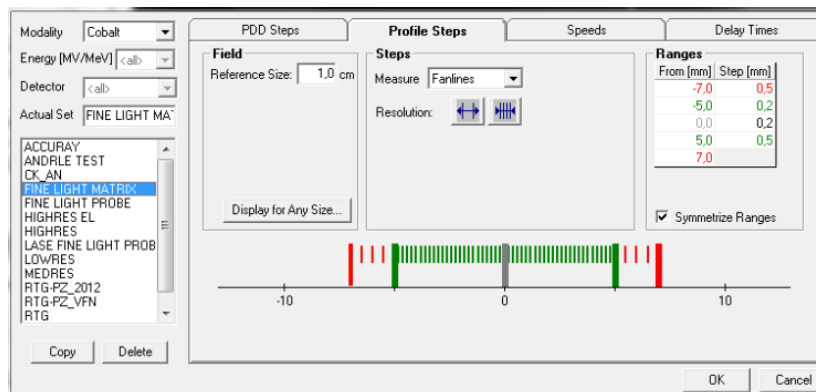 Modality Cobalt
Energy [MV/MeV] <all>
Detector <all>
Actual Set FINE LIGHT MAT
ACCURAY
ANDRLE TEST
CK_AN
FINE LIGHT MATRIX
FINE LIGHT PROBE
HIGHRES EL
HIGHRES
LASE FINE LIGHT PROB
LOWRES
MEDRES
RTG-PZ_2012
RTG-PZ_VFN
RTG
Copy Delete
PDD Steps Profile Steps Speeds Delay Times
Field
Reference Size: 1,0 cm
Display for Any Size...
Steps
Measure Fanlines
Resolution:
Ranges
From [mm] Step [mm]
-7,0 0,5
-5,0 0,2
0,0 0,2
5,0 0,5
7,0
Symmetrize Ranges
-10 0 10
OK Cancel